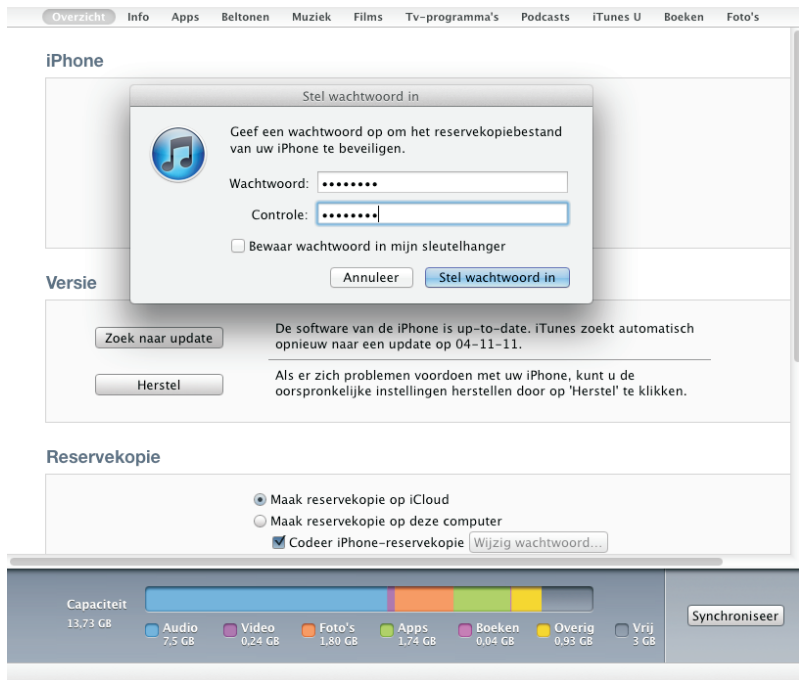 Overzicht Info Apps Beltonen Muziek Films Tv-programma's Podcasts iTunes U Boeken Foto's
iPhone
Stel wachtwoord in
Geef een wachtwoord op om het reservekopiebestand
van uw iPhone te beveiligen.
Wachtwoord: ••••••••
Controle: ••••••••
Bewaar wachtwoord in mijn sleutelhanger
Annuleer Stel wachtwoord in
Versie
Zoek naar update
De software van de iPhone is up-to-date. iTunes zoekt automatisch
opnieuw naar een update op 04-11-11.
Herstel
Als er zich problemen voordoen met uw iPhone, kunt u de
oorspronkelijke instellingen herstellen door op 'Herstel' te klikken.
Reservekopie
Maak reservekopie op iCloud
Maak reservekopie op deze computer
Codeer iPhone-reservekopie Wijzig wachtwoord...
Capaciteit
13,73 GB
Audio
7,5 GB
Video
0,24 GB
Foto's
1,80 GB
Apps
1,74 GB
Boeken
0,04 GB
Overig
0,93 GB
Vrij
3 GB
Synchroniseer